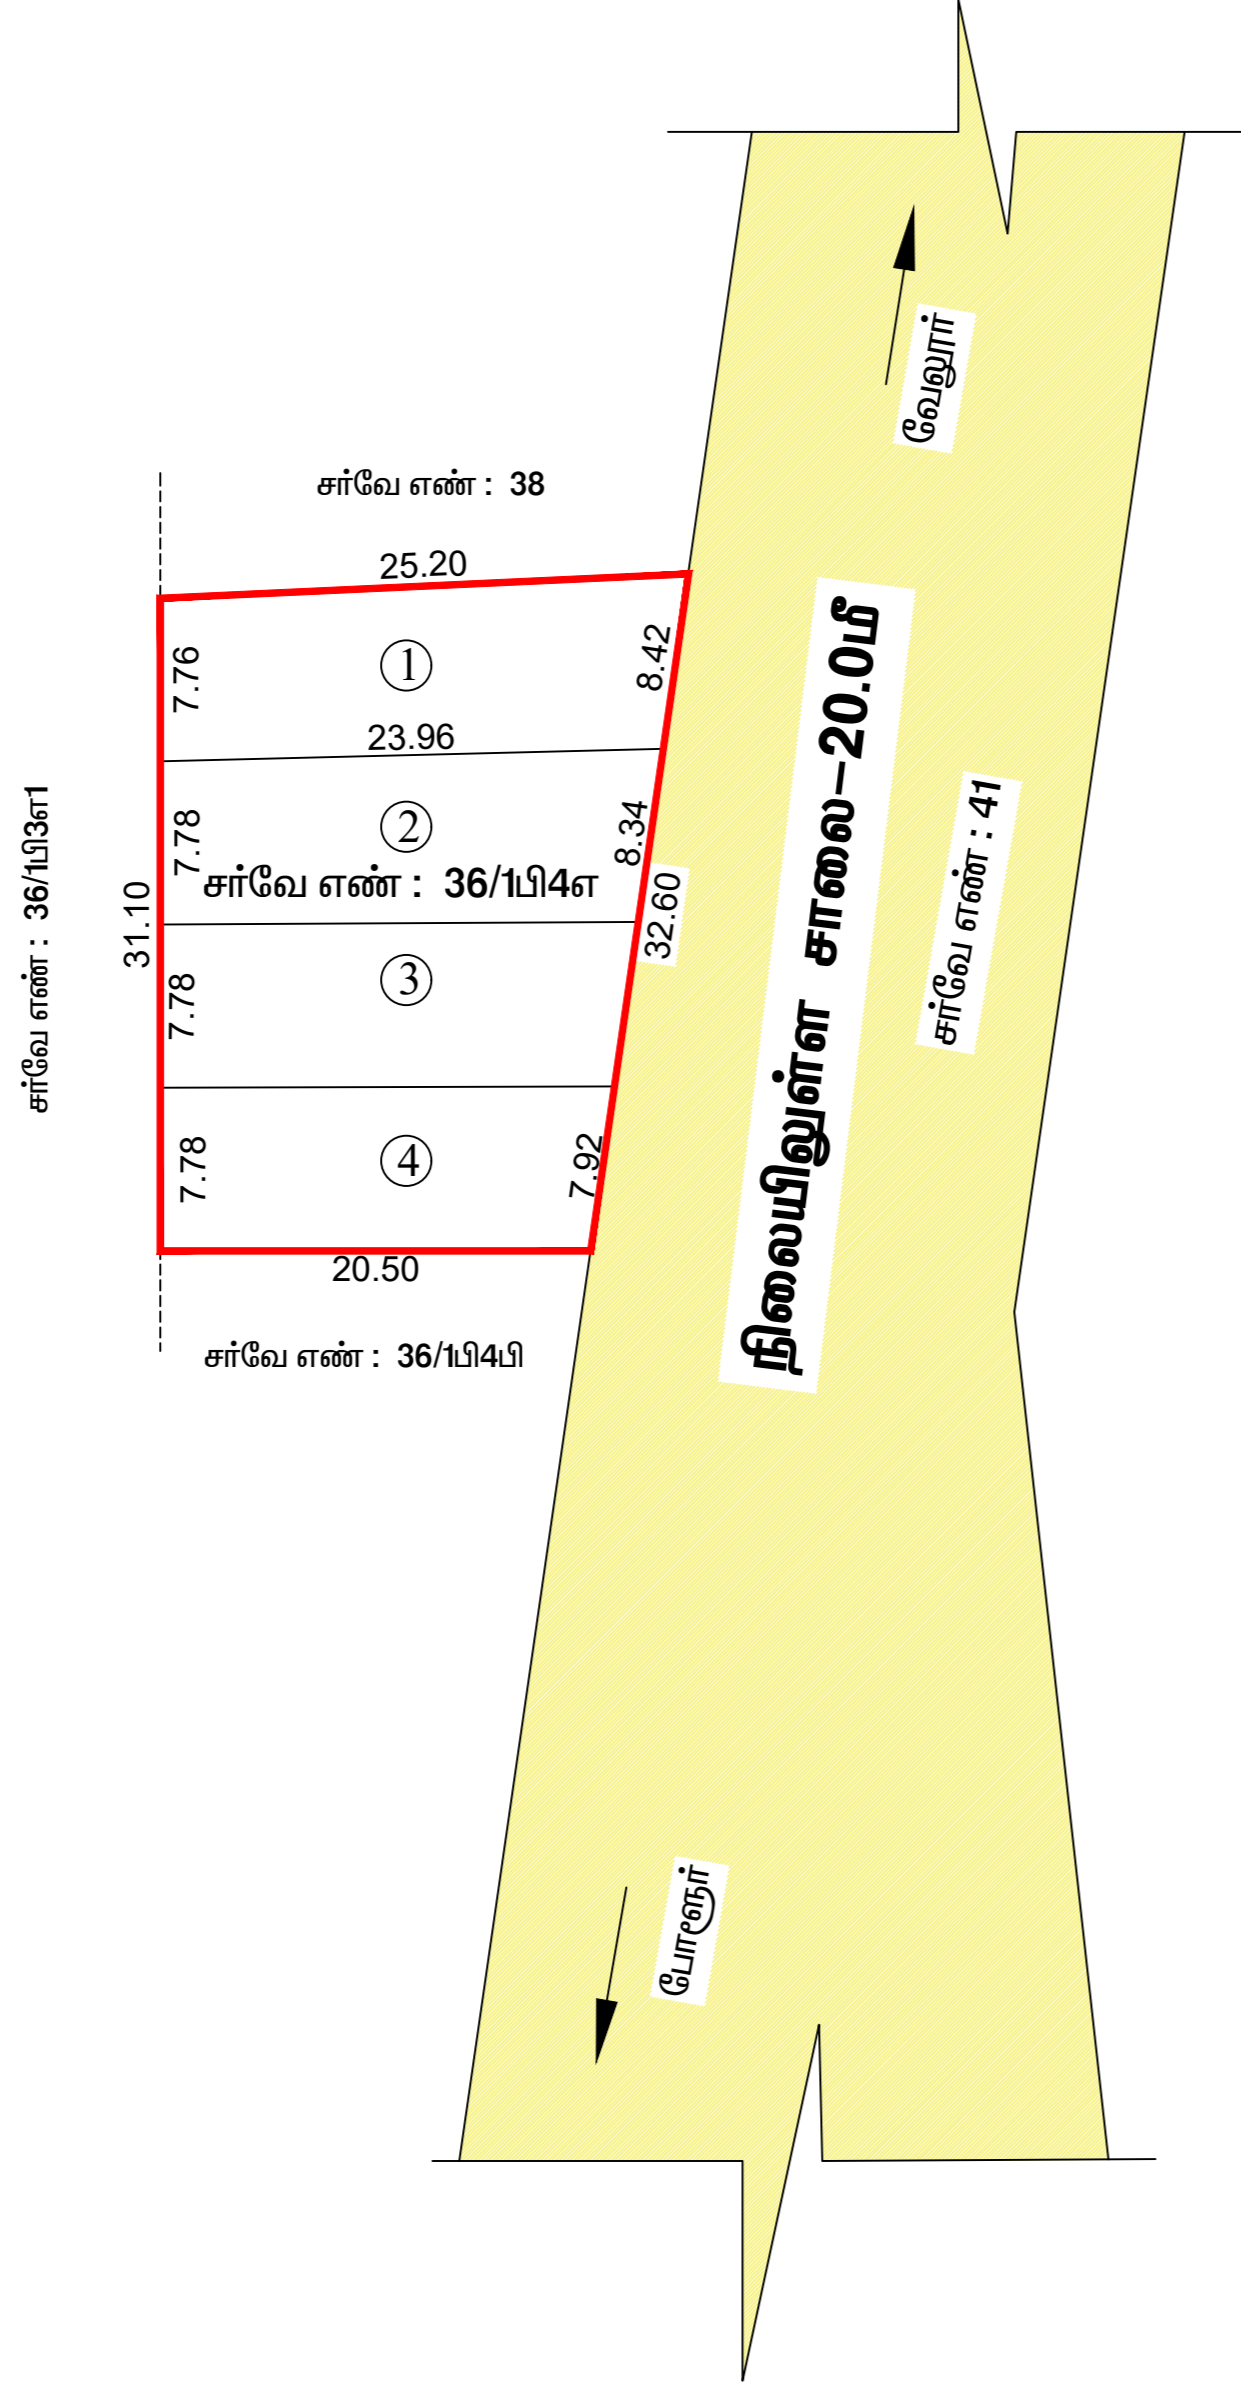 வேலூர்
சர்வே எண் : 38
25.20
7.76
1
8.42
23.96
7.78
2
8.34
சர்வே எண் : 36/1பி4எ
சர்வே எண் : 36/1பி3எ1
31.10
32.60
நிலையிலுள்ள சாலை-20.0மீ
சர்வே எண் : 41
7.78
3
7.78
4
7.92
20.50
சர்வே எண் : 36/1பி4பி
போளூர்